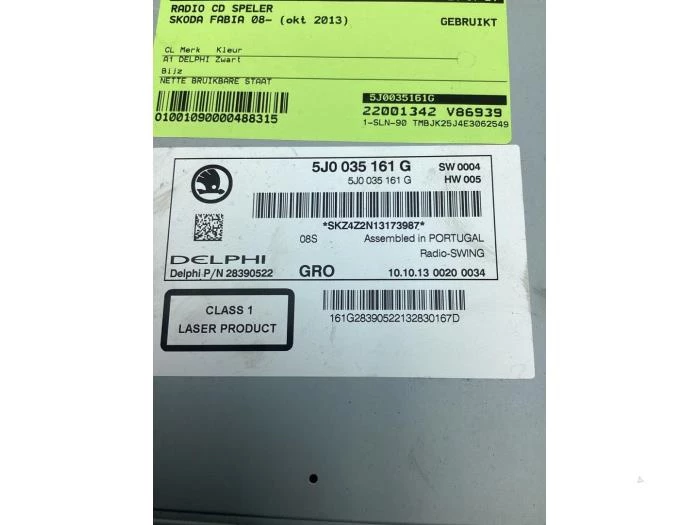 RADIO CD SPELER
SKODA FABIA 08- (okt 2013) GEBRUIKT
CL Merk Kleur
A1 DELPHI Zwart
Bijz
NETTE BRUIKBARE STAAT
5J0035161G
01001090000488315 22001342 V86939
1-SLN-90 TMBJK25J4E3062549
5J0 035 161 G SW 0004
5J0 035 161 G HW 005
*SKZ4Z2N13173987*
08S Assembled in PORTUGAL
DELPHI Radio-SWING
Delphi P/N 28390522 GRO 10.10.13 0020 0034
CLASS 1
LASER PRODUCT
161G28390522132830167D